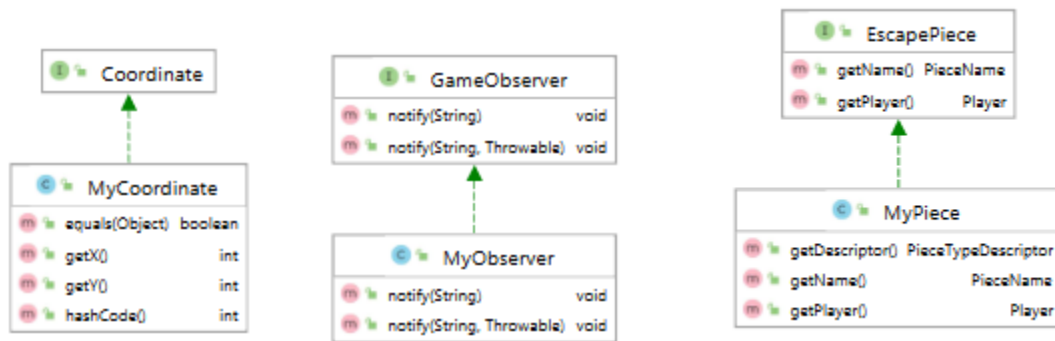 Coordinate
MyCoordinate
equals(Object) boolean
getX() int
getY() int
hashCode() int
GameObserver
notify(String) void
notify(String, Throwable) void
MyObserver
notify(String) void
notify(String, Throwable) void
EscapePiece
getName() PieceName
getPlayer() Player
MyPiece
getDescriptor() PieceTypeDescriptor
getName() PieceName
getPlayer() Player